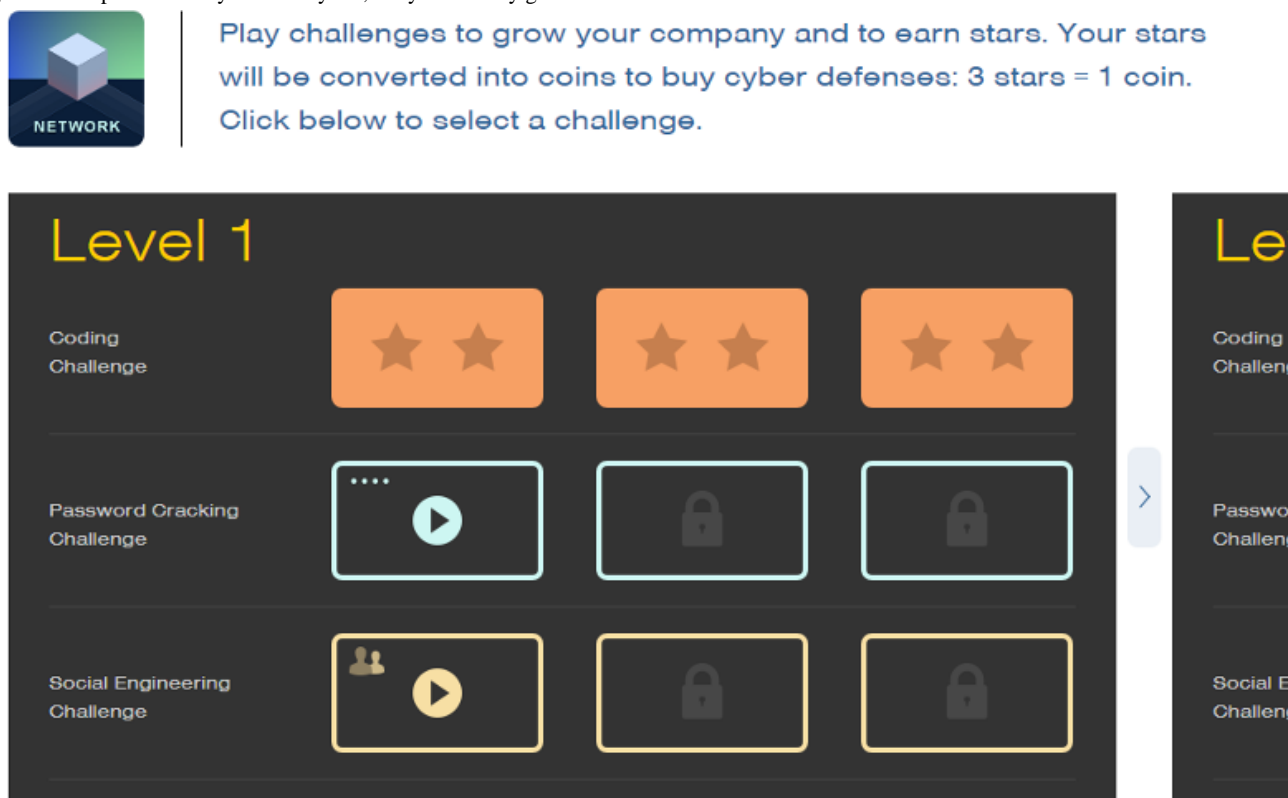 Play challenges to grow your company and to earn stars. Your stars
will be converted into coins to buy cyber defenses: 3 stars = 1 coin.
Click below to select a challenge.
NETWORK
Level 1
Le
Coding
Challenge
Coding
Challen
Password Cracking
Challenge
Passwo
Challen
Social Engineering
Challenge
Social E
Challen